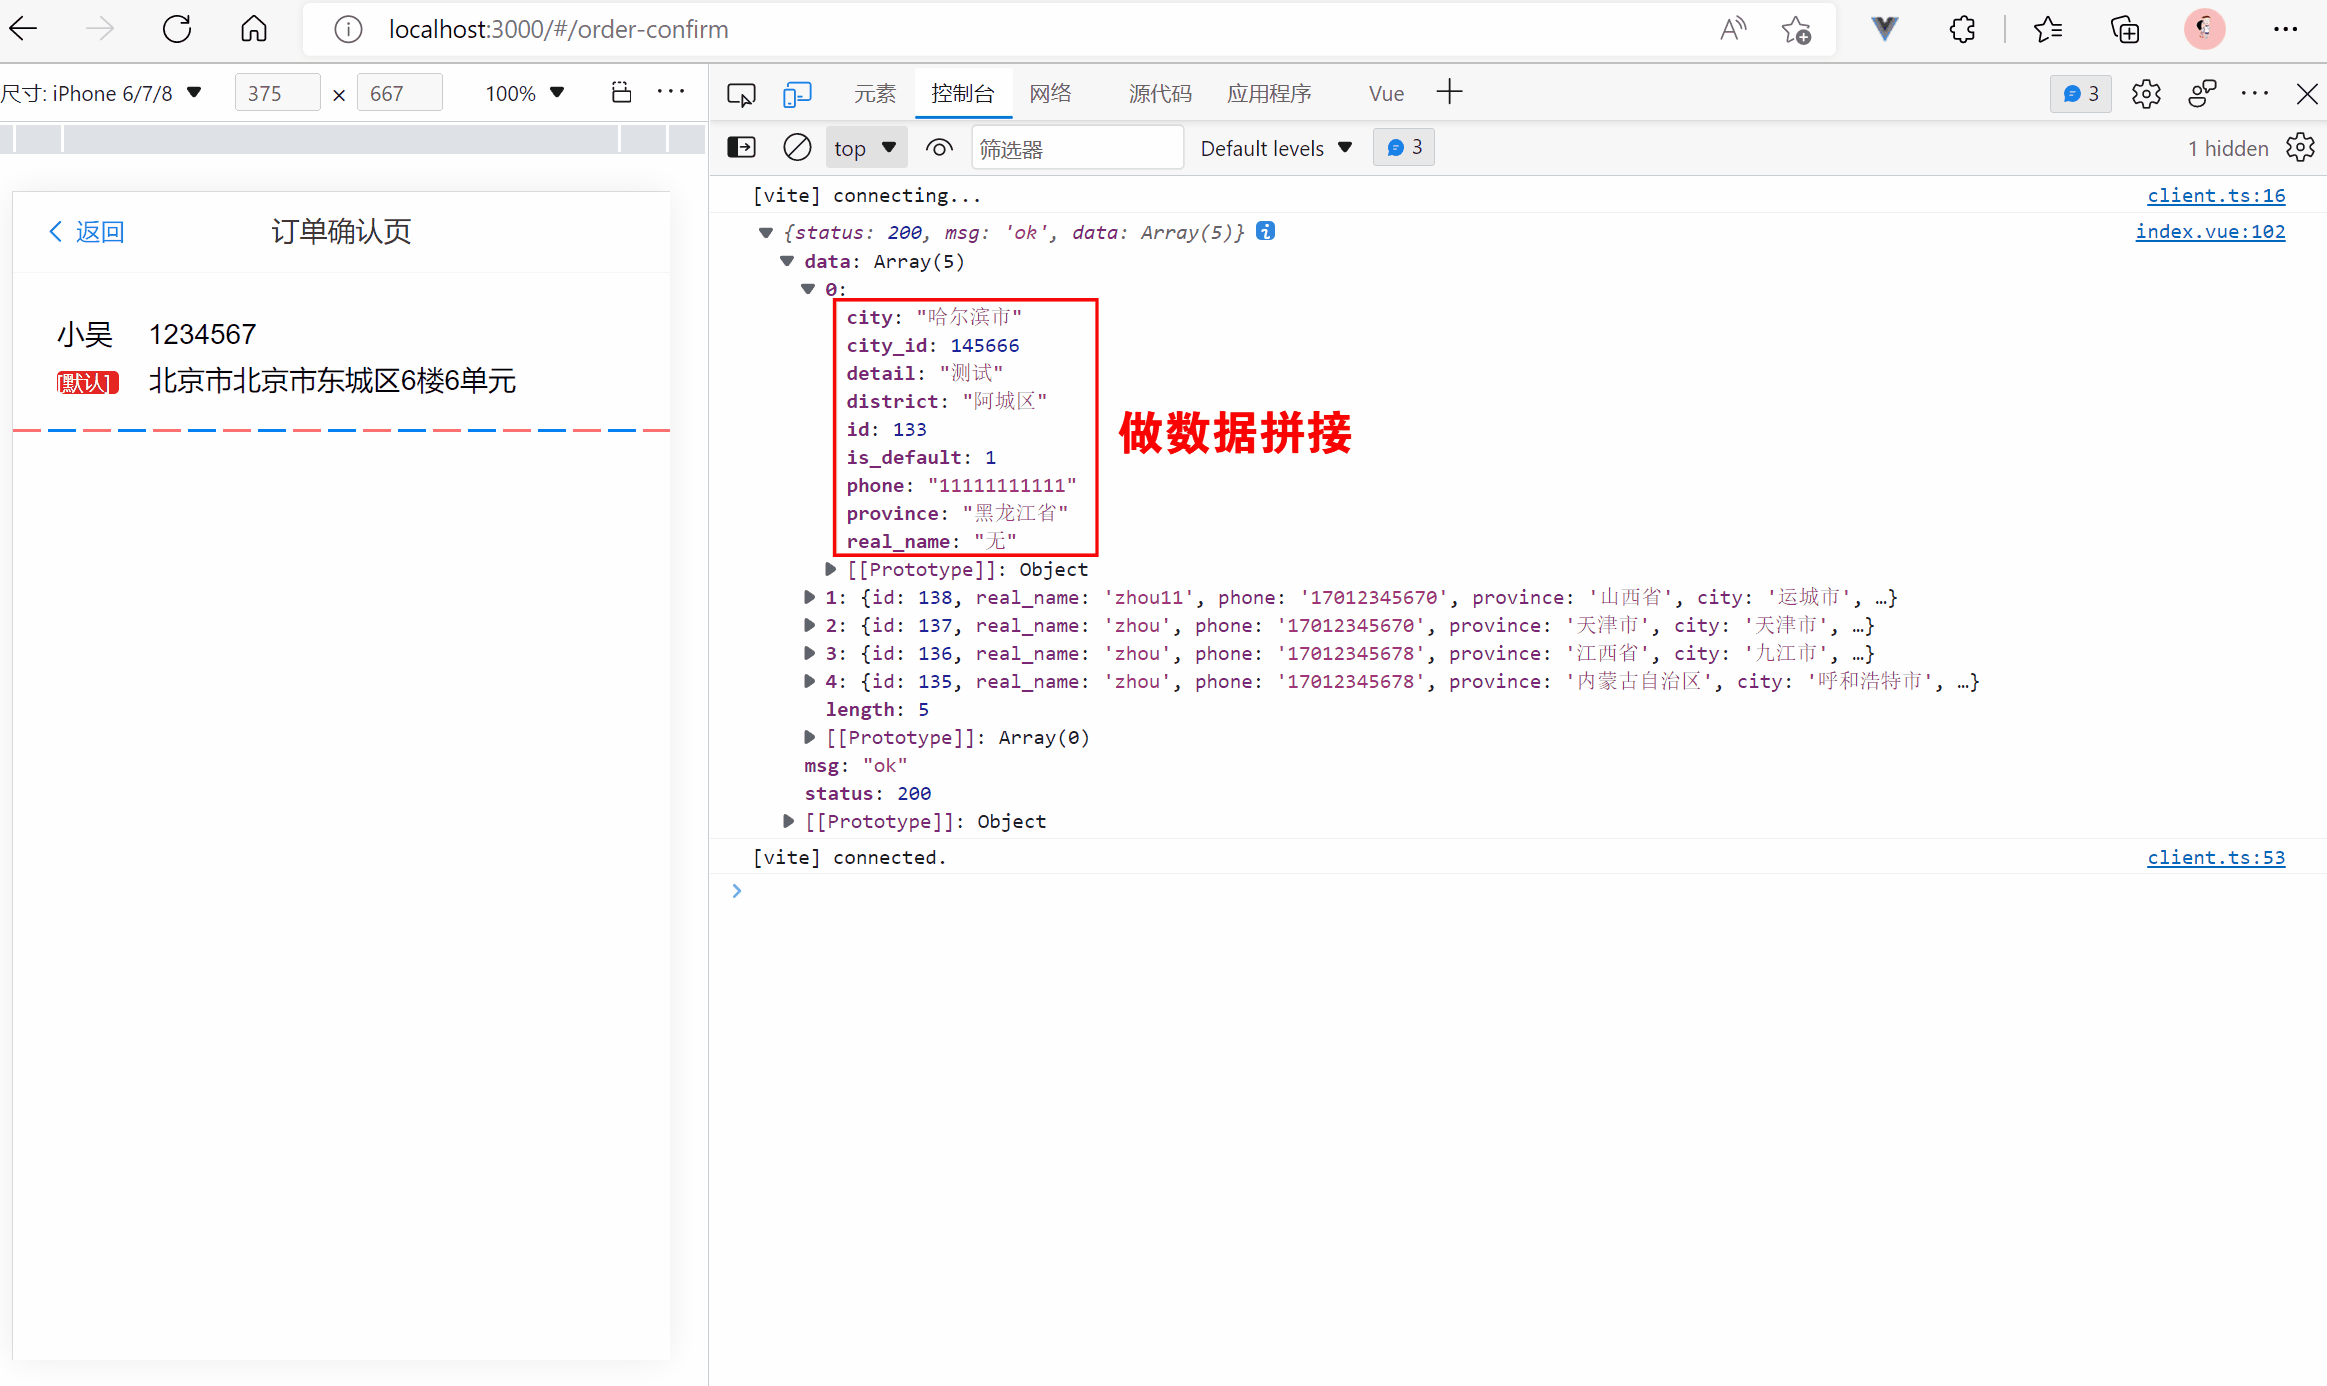 localhost:3000/#/order-confirm
尺寸: iPhone 6/7/8 375 × 667 100%
元素 控制台 网络 源代码 应用程序 Vue 3
top 筛选器 Default levels 3 1 hidden
返回 订单确认页
小吴 1234567
[默认] 北京市北京市东城区6楼6单元
[vite] connecting... client.ts:16
{status: 200, msg: 'ok', data: Array(5)} index.vue:102
data: Array(5)
0:
city: "哈尔滨市"
city_id: 145666
detail: "测试"
district: "阿城区"
id: 133
is_default: 1
phone: "11111111111"
province: "黑龙江省"
real_name: "无"
做数据拼接
[[Prototype]]: Object
1: {id: 138, real_name: 'zhou11', phone: '17012345670', province: '山西省', city: '运城市', …}
2: {id: 137, real_name: 'zhou', phone: '17012345670', province: '天津市', city: '天津市', …}
3: {id: 136, real_name: 'zhou', phone: '17012345678', province: '江西省', city: '九江市', …}
4: {id: 135, real_name: 'zhou', phone: '17012345678', province: '内蒙古自治区', city: '呼和浩特市', …}
length: 5
[[Prototype]]: Array(0)
msg: "ok"
status: 200
[[Prototype]]: Object
[vite] connected. client.ts:53